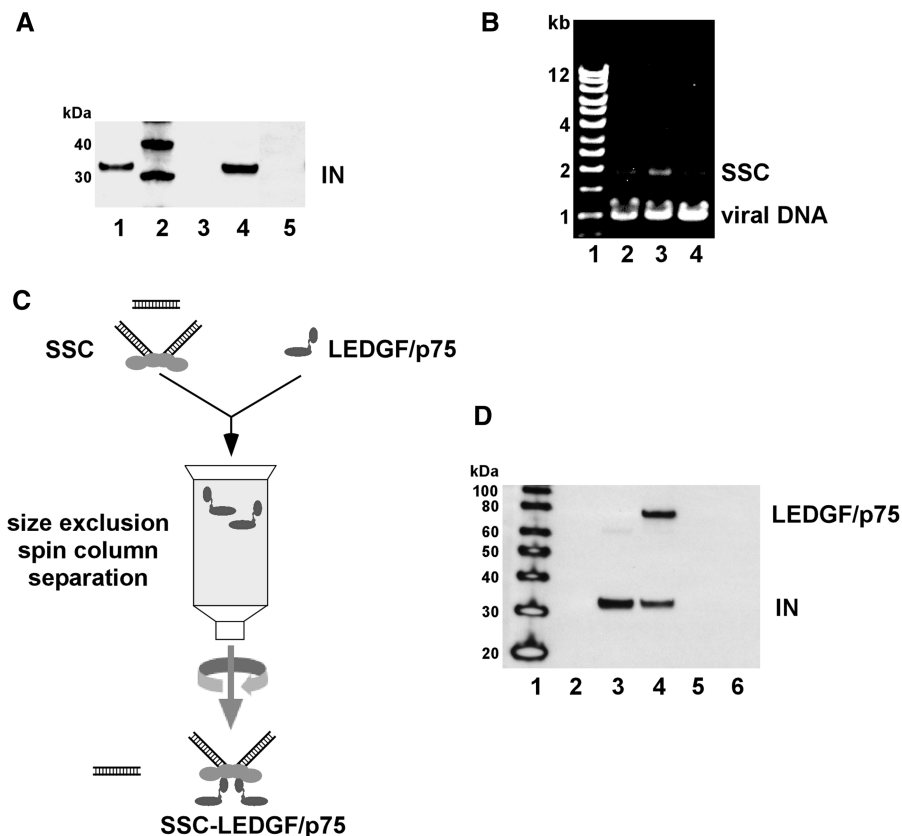 A
kDa
40
30
IN
1 2 3 4 5
B
kb
12
4
2
1
SSC
viral DNA
1 2 3 4
C
SSC
LEDGF/p75
size exclusion
spin column
separation
SSC-LEDGF/p75
D
kDa
100
80
60
50
40
30
20
LEDGF/p75
IN
1 2 3 4 5 6